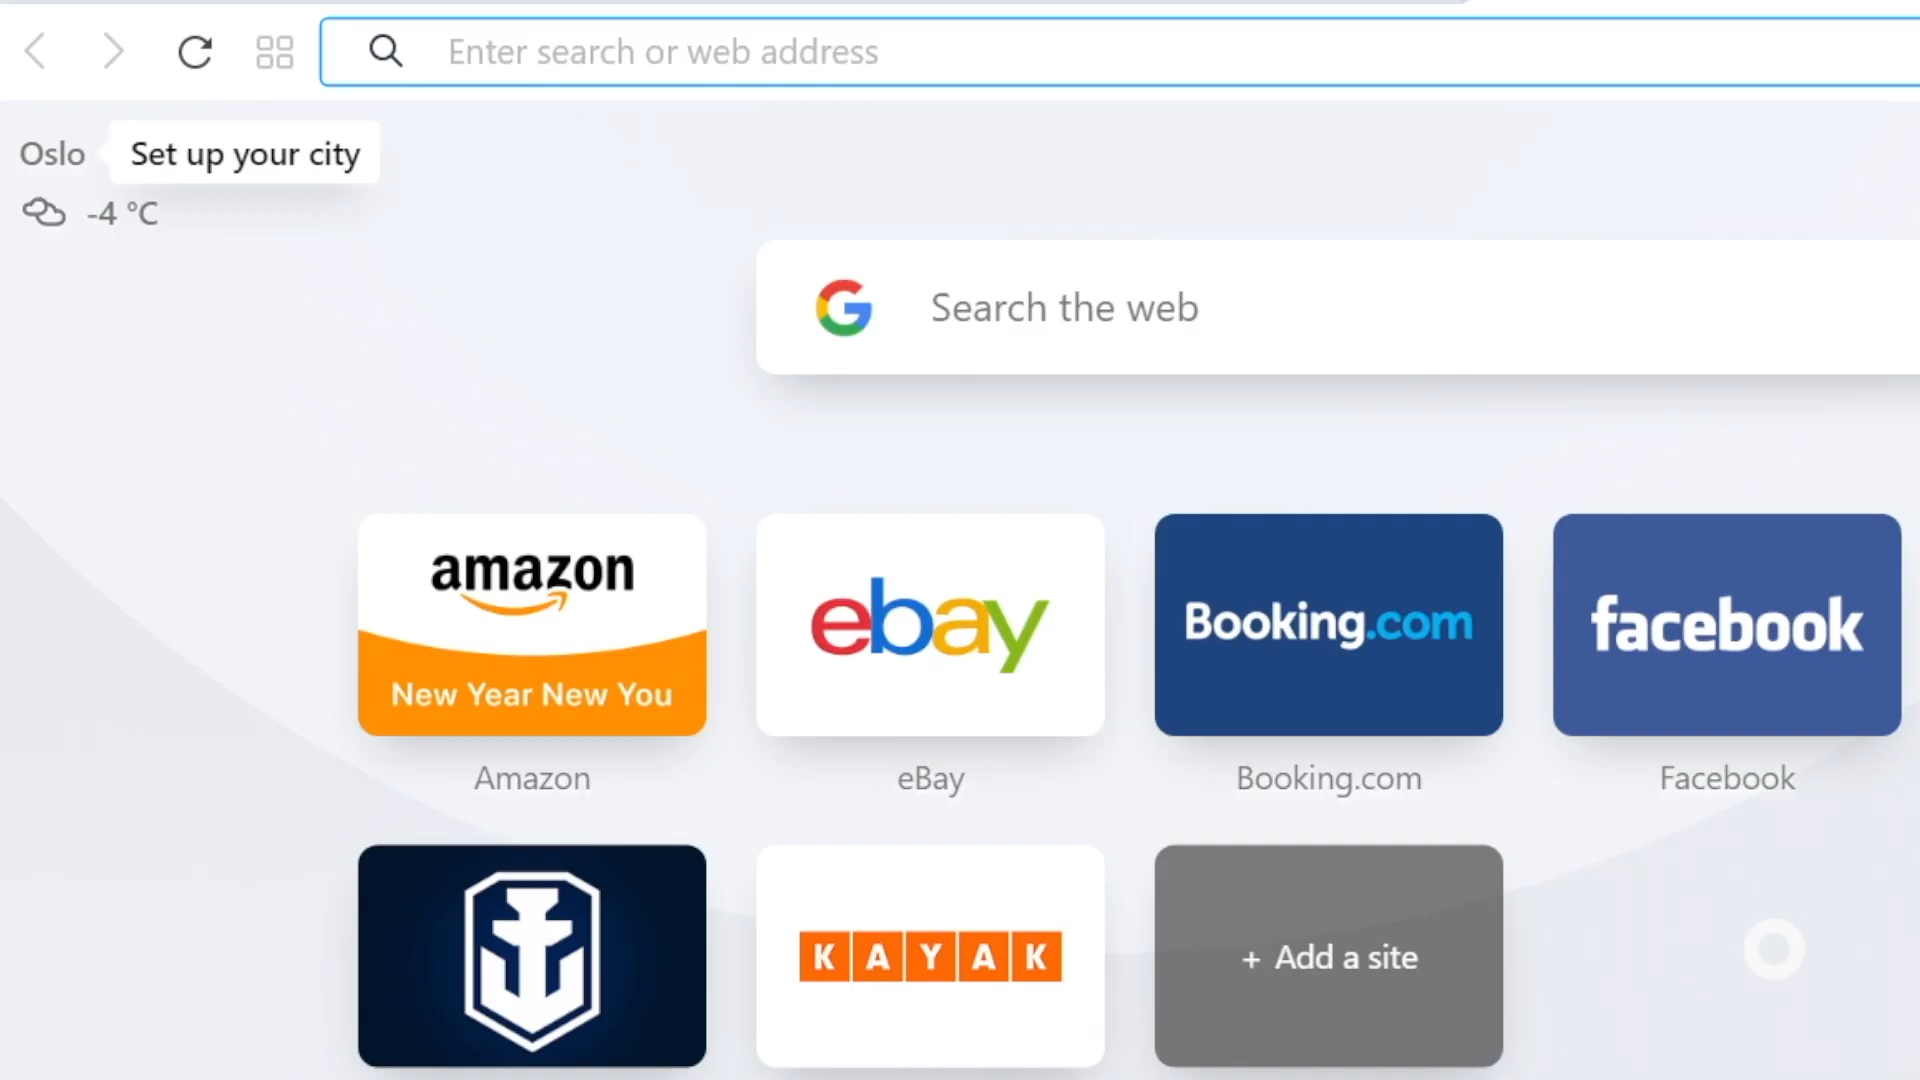 Enter search or web address
Oslo
Set up your city
-4 °C
Search the web
amazon
New Year New You
ebay
Booking.com
facebook
Amazon
eBay
Booking.com
Facebook
KAYAK
+ Add a site